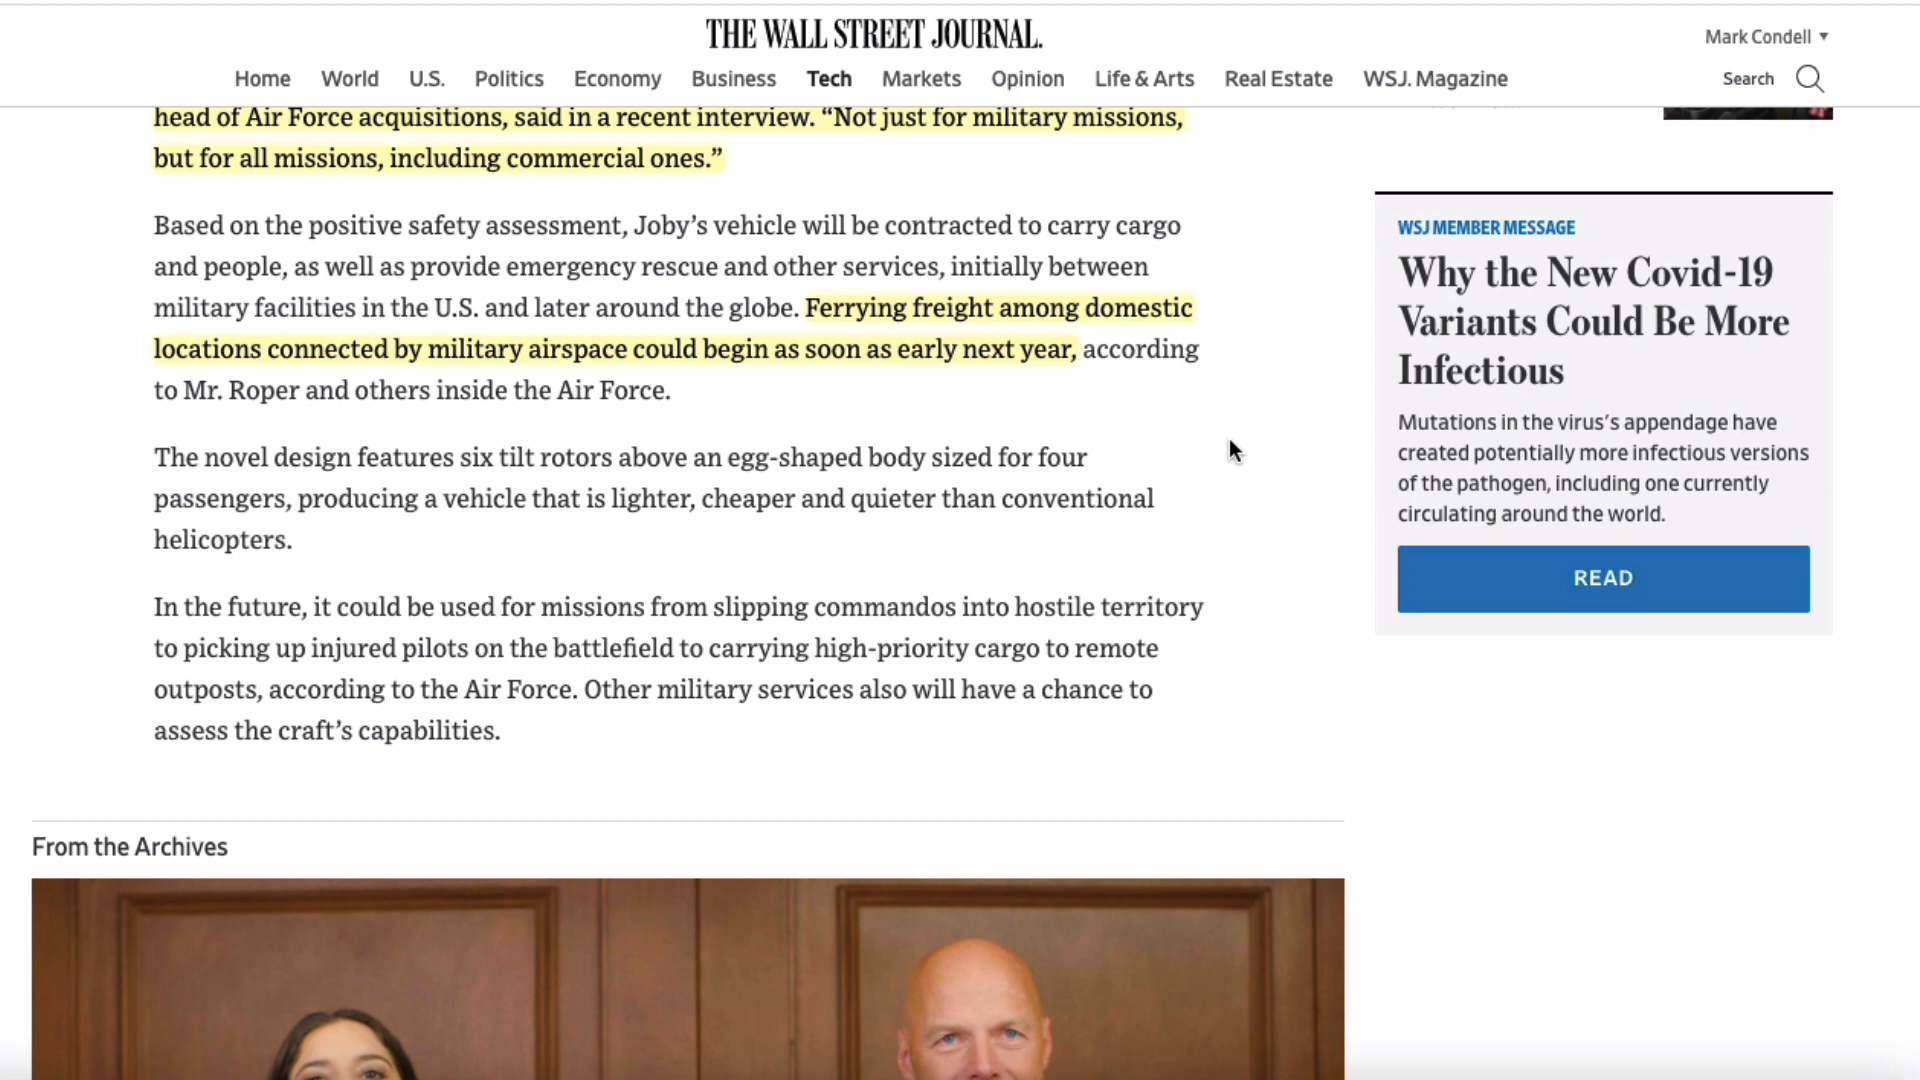 THE WALL STREET JOURNAL.
Mark Condell
Home World U.S. Politics Economy Business Tech Markets Opinion Life & Arts Real Estate WSJ. Magazine
Search
head of Air Force acquisitions, said in a recent interview. “Not just for military missions,
but for all missions, including commercial ones.”
Based on the positive safety assessment, Joby’s vehicle will be contracted to carry cargo
and people, as well as provide emergency rescue and other services, initially between
military facilities in the U.S. and later around the globe. Ferrying freight among domestic
locations connected by military airspace could begin as soon as early next year, according
to Mr. Roper and others inside the Air Force.
The novel design features six tilt rotors above an egg-shaped body sized for four
passengers, producing a vehicle that is lighter, cheaper and quieter than conventional
helicopters.
In the future, it could be used for missions from slipping commandos into hostile territory
to picking up injured pilots on the battlefield to carrying high-priority cargo to remote
outposts, according to the Air Force. Other military services also will have a chance to
assess the craft’s capabilities.
From the Archives
WSJ MEMBER MESSAGE
Why the New Covid-19
Variants Could Be More
Infectious
Mutations in the virus’s appendage have
created potentially more infectious versions
of the pathogen, including one currently
circulating around the world.
READ